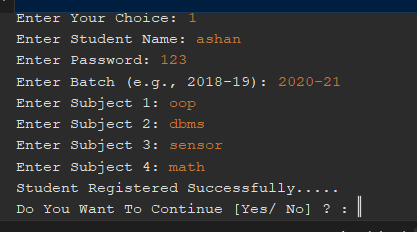 Enter Your Choice: 1
Enter Student Name: ashan
Enter Password: 123
Enter Batch (e.g., 2018-19): 2020-21
Enter Subject 1: oop
Enter Subject 2: dbms
Enter Subject 3: sensor
Enter Subject 4: math
Student Registered Successfully.....
Do You Want To Continue [Yes/ No] ? :